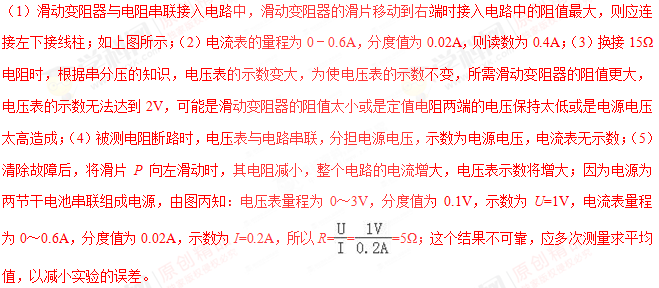 （1）滑动变阻器与电阻串联接入电路中，滑动变阻器的滑片移动到右端时接入电路中的阻值最大，则应连
接左下接线柱；如上图所示；（2）电流表的量程为 0－0.6A，分度值为 0.02A，则读数为 0.4A；（3）换接 15Ω
电阻时，根据串分压的知识，电压表的示数变大，为使电压表的示数不变，所需滑动变阻器的阻值更大，
电压表的示数无法达到 2V，可能是滑动变阻器的阻值太小或是定值电阻两端的电压保持太低或是电源电压
太高造成；（4）被测电阻断路时，电压表与电路串联，分担电源电压，示数为电源电压，电流表无示数；（5）
清除故障后，将滑片 P 向左滑动时，其电阻减小，整个电路的电流增大，电压表示数将增大；因为电源为
两节干电池串联组成电源，由图丙知：电压表量程为 0～3V，分度值为 0.1V，示数为 U=1V，电流表量程
为 0～0.6A，分度值为 0.02A，示数为 I=0.2A，所以 R=U/I=1V/0.2A=5Ω；这个结果不可靠，应多次测量求平均
值，以减小实验的误差。